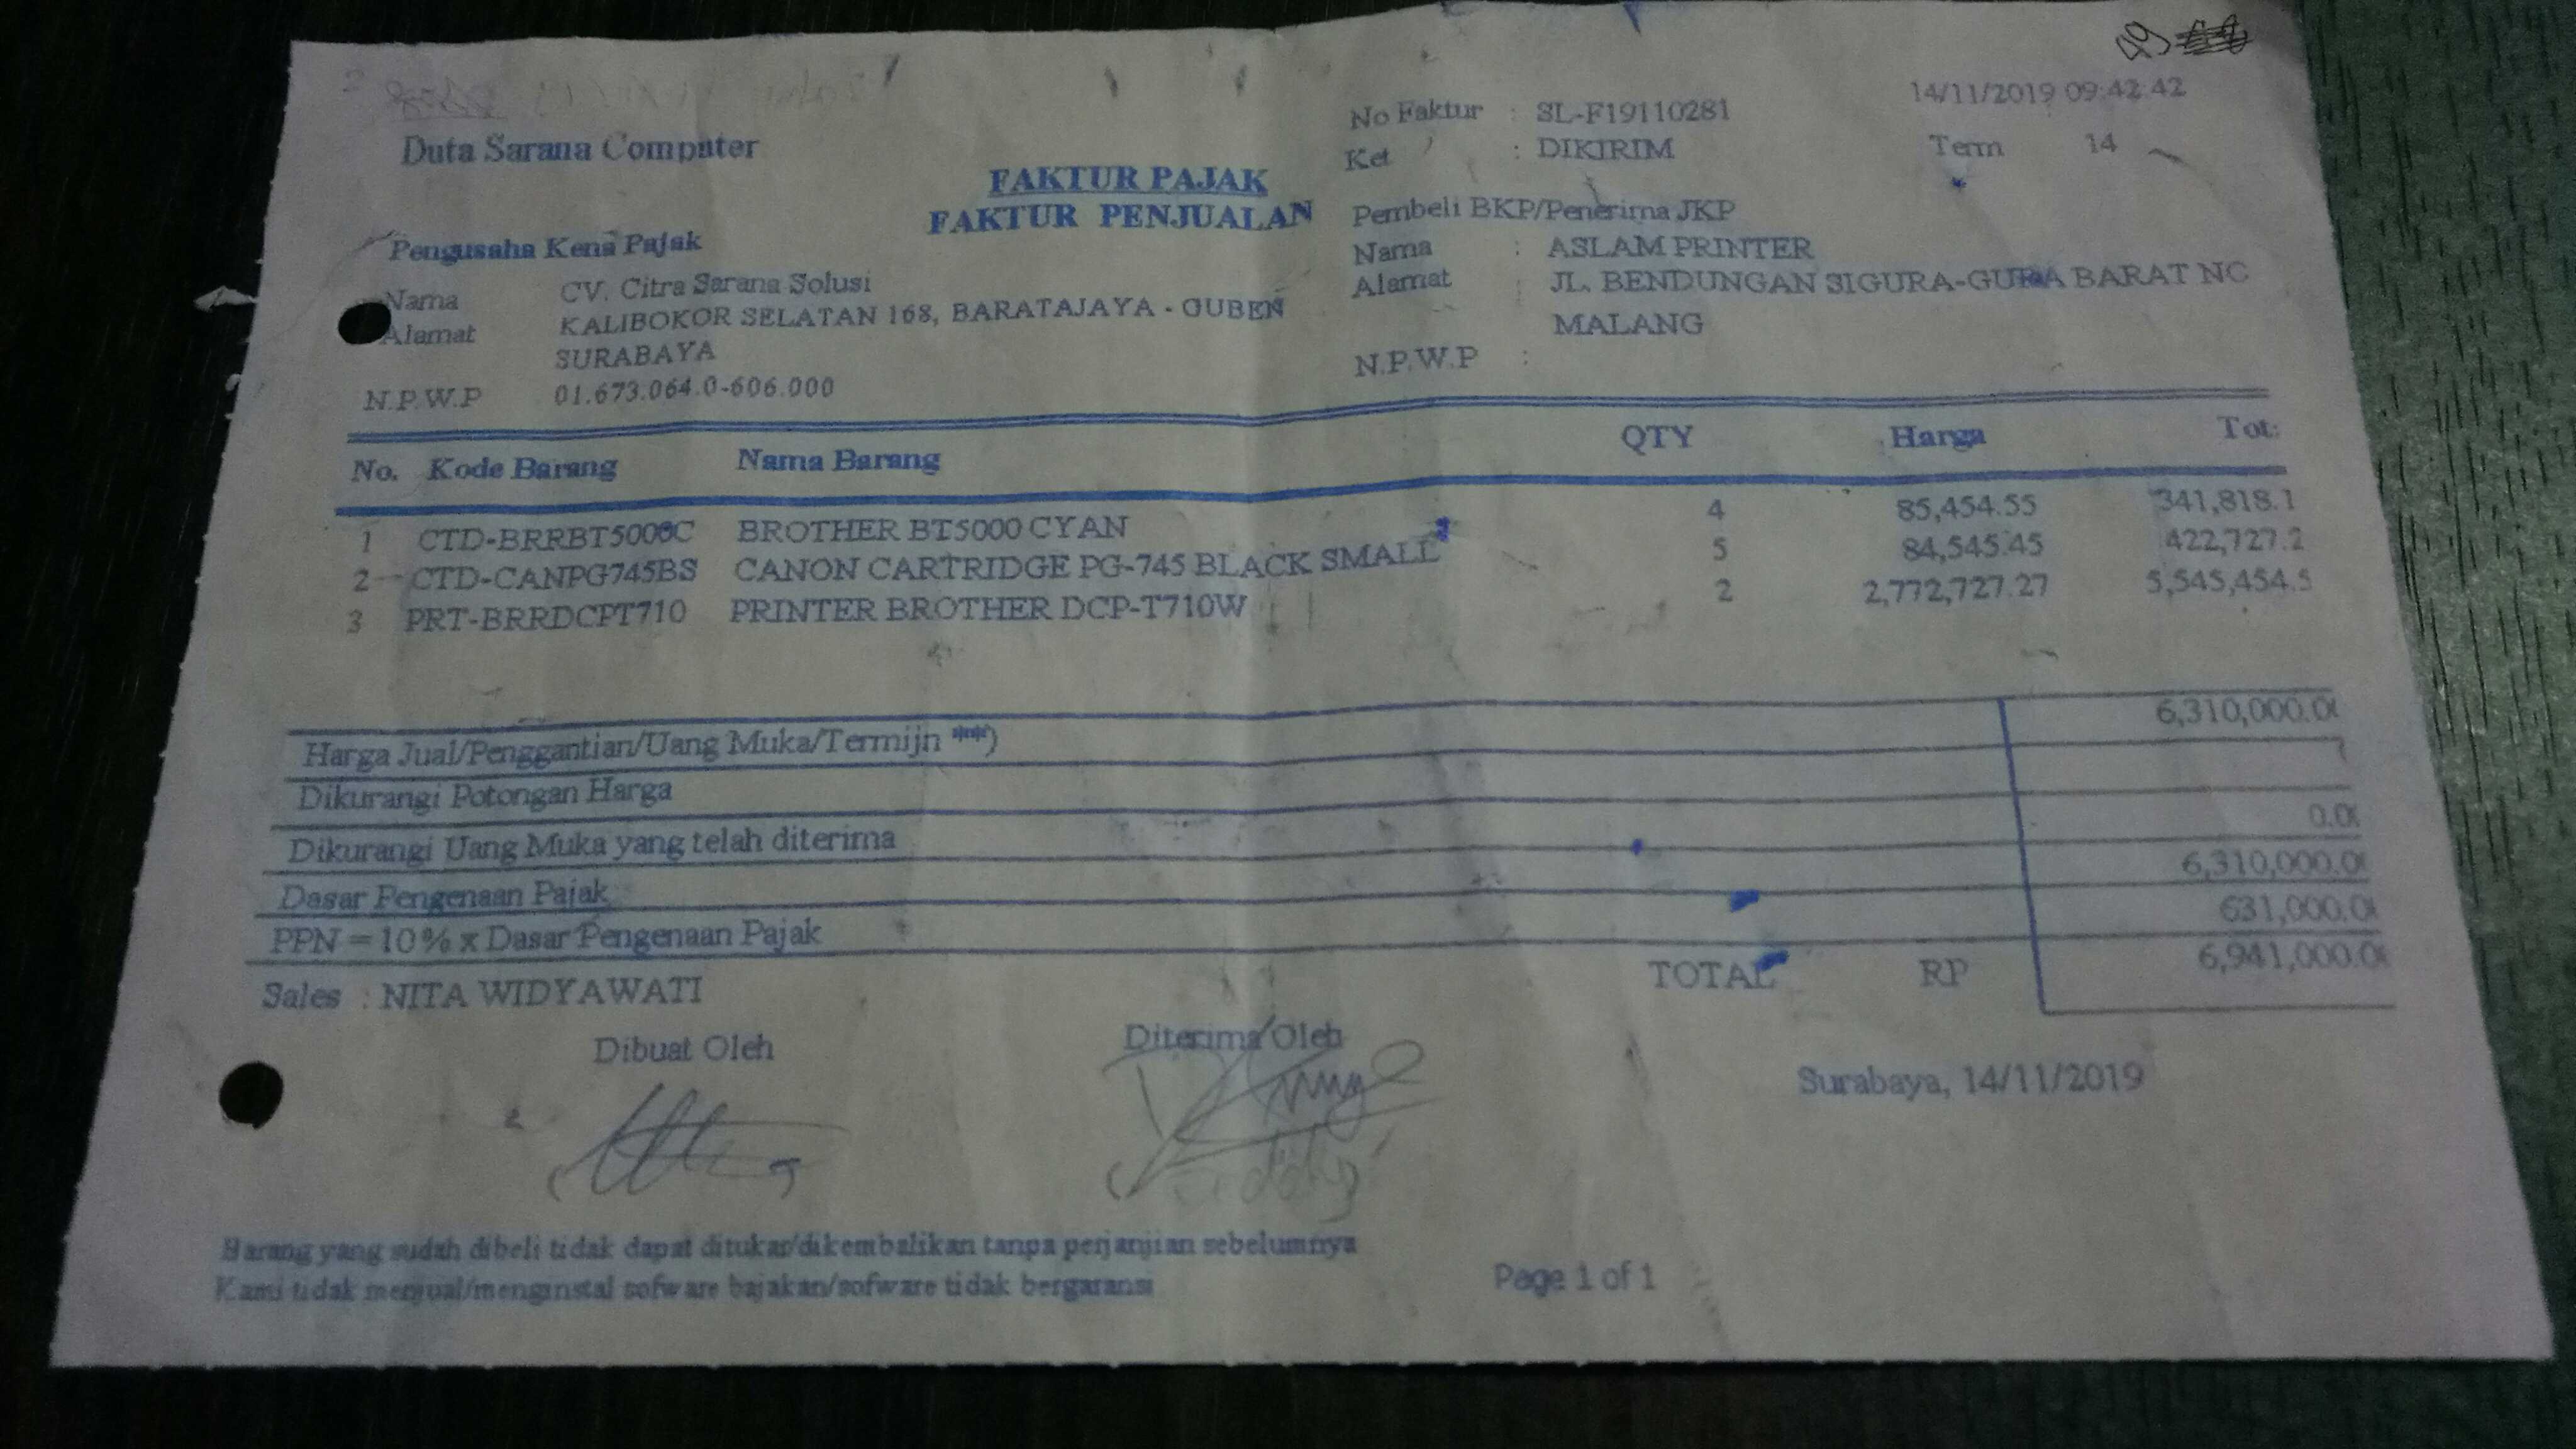 49
14/11/2019 09:42:42
Duta Sarana Computer
No Faktur : SL-F19110281
Ket : DIKIRIM Term 14
FAKTUR PAJAK
FAKTUR PENJUALAN
Pengusaha Kena Pajak
Nama CV. Citra Sarana Solusi
Alamat KALIBOKOR SELATAN 168, BARATAJAYA - GUBEN
SURABAYA
N.P.W.P 01.673.064.0-606.000
Pembeli BKP/Penerima JKP
Nama : ASLAM PRINTER
Alamat : JL. BENDUNGAN SIGURA-GURA BARAT NO
MALANG
N.P.W.P :
No. Kode Barang Nama Barang QTY Harga Tot
1 CTD-BRRBT5000C BROTHER BT5000 CYAN 4 85,454.55 341,818.1
2 CTD-CANPG745BS CANON CARTRIDGE PG-745 BLACK SMALL 5 84,545.45 422,727.2
3 PRT-BRRDCPT710 PRINTER BROTHER DCP-T710W 2 2,772,727.27 5,545,454.5
Harga Jual/Penggantian/Uang Muka/Termijn **) 6,310,000.0
Dikurangi Potongan Harga
Dikurangi Uang Muka yang telah diterima 0.0
Dasar Pengenaan Pajak 6,310,000.0
PPN = 10% x Dasar Pengenaan Pajak 631,000.0
TOTAL RP 6,941,000.0
Sales : NITA WIDYAWATI
Dibuat Oleh Diterima Oleh
Surabaya, 14/11/2019
Barang yang sudah dibeli tidak dapat ditukar/dikembalikan tanpa perjanjian sebelumnya
Kami tidak menjual/menginstal sofware bajakan/sofware tidak bergaransi
Page 1 of 1